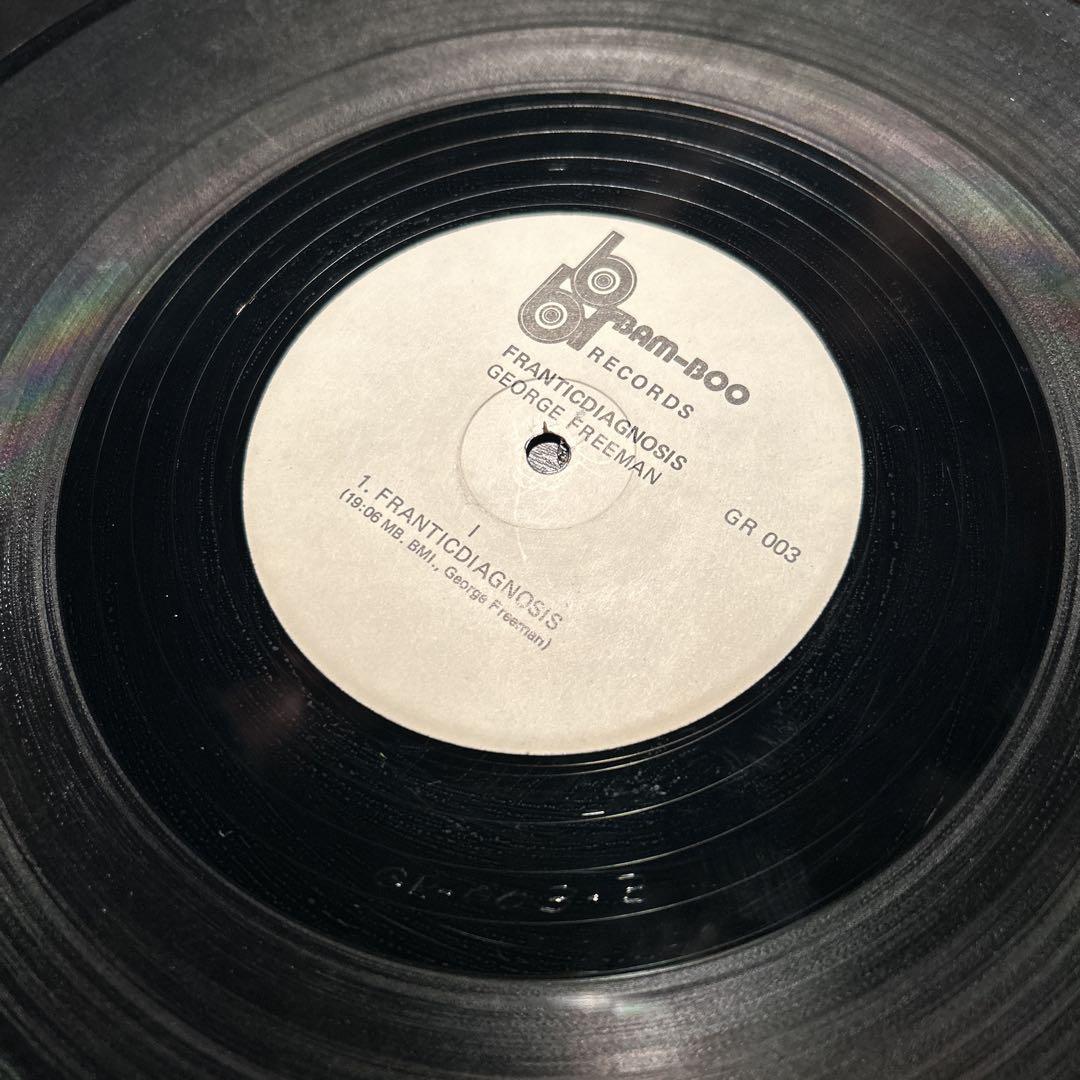 BAM-BOO
RECORDS
FRANTICDIAGNOSIS
GEORGE FREEMAN
GR 003
I
1. FRANTICDIAGNOSIS
(19:06 MB. BMI., George Freeman)